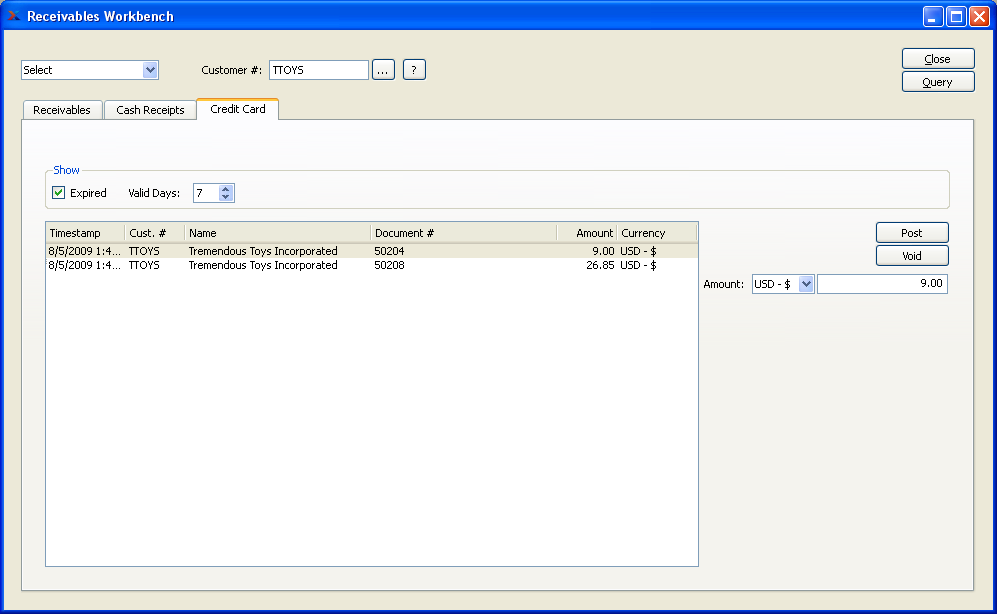 Receivables Workbench
Select Customer #: TTOYS ... ? Close
Query
Receivables Cash Receipts Credit Card
Show
Expired Valid Days: 7
Timestamp Cust. # Name Document # Amount Currency
8/5/2009 1:4... TTOYS Tremendous Toys Incorporated 50204 9.00 USD - $
8/5/2009 1:4... TTOYS Tremendous Toys Incorporated 50208 26.85 USD - $
Post
Void
Amount: USD - $ 9.00